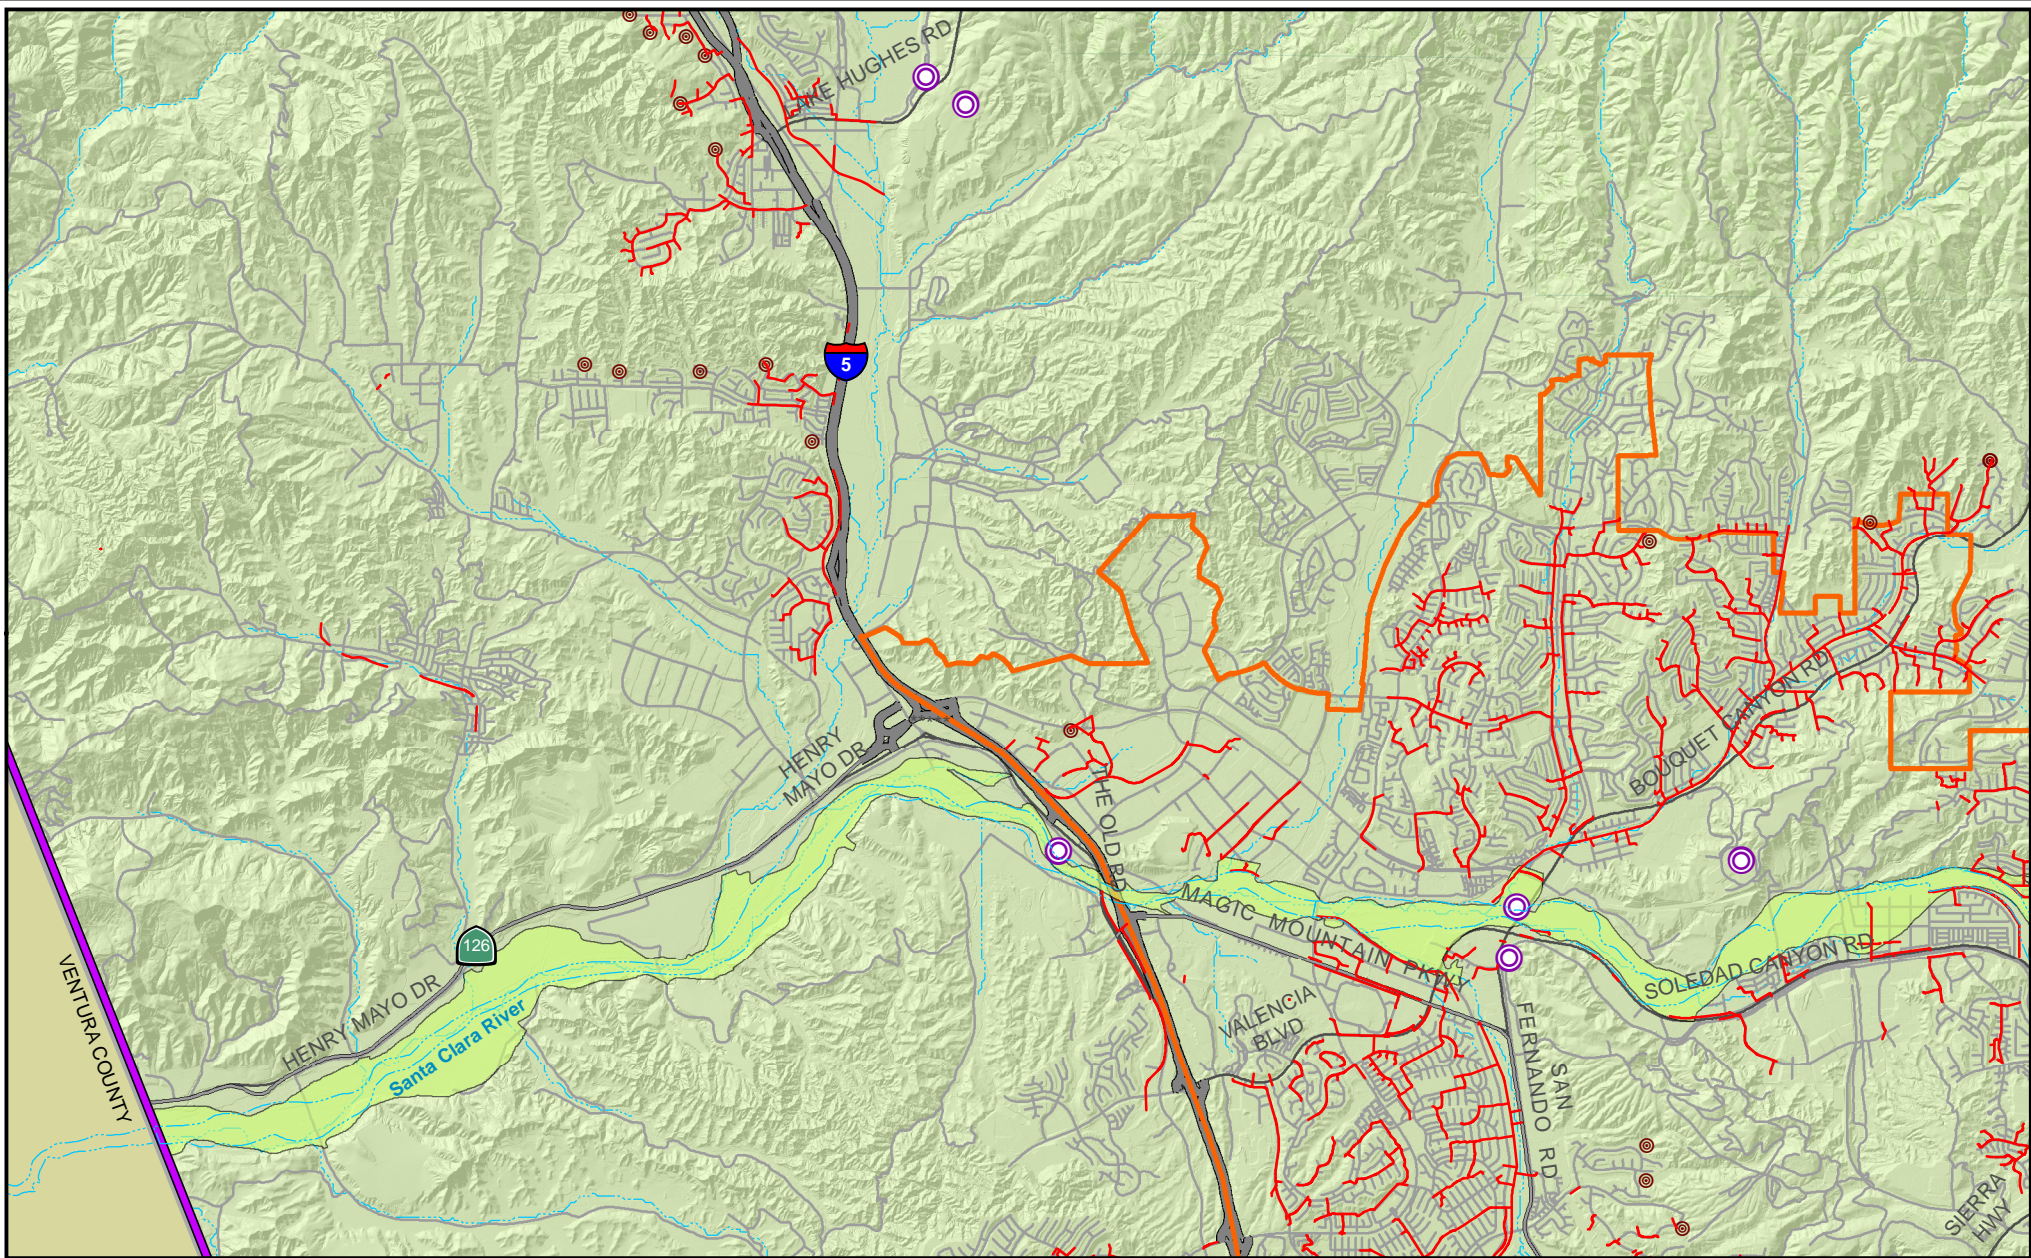 LAKE HUGHES RD
5
HENRY
MAYO DR
THE OLD RD
BOUQUET CANYON RD
MAGIC MOUNTAIN PKWY
126
HENRY MAYO DR
Santa Clara River
VENTURA COUNTY
VALENCIA
BLVD
SOLEDAD CANYON RD
SAN
FERNANDO RD
SIERRA
HWY